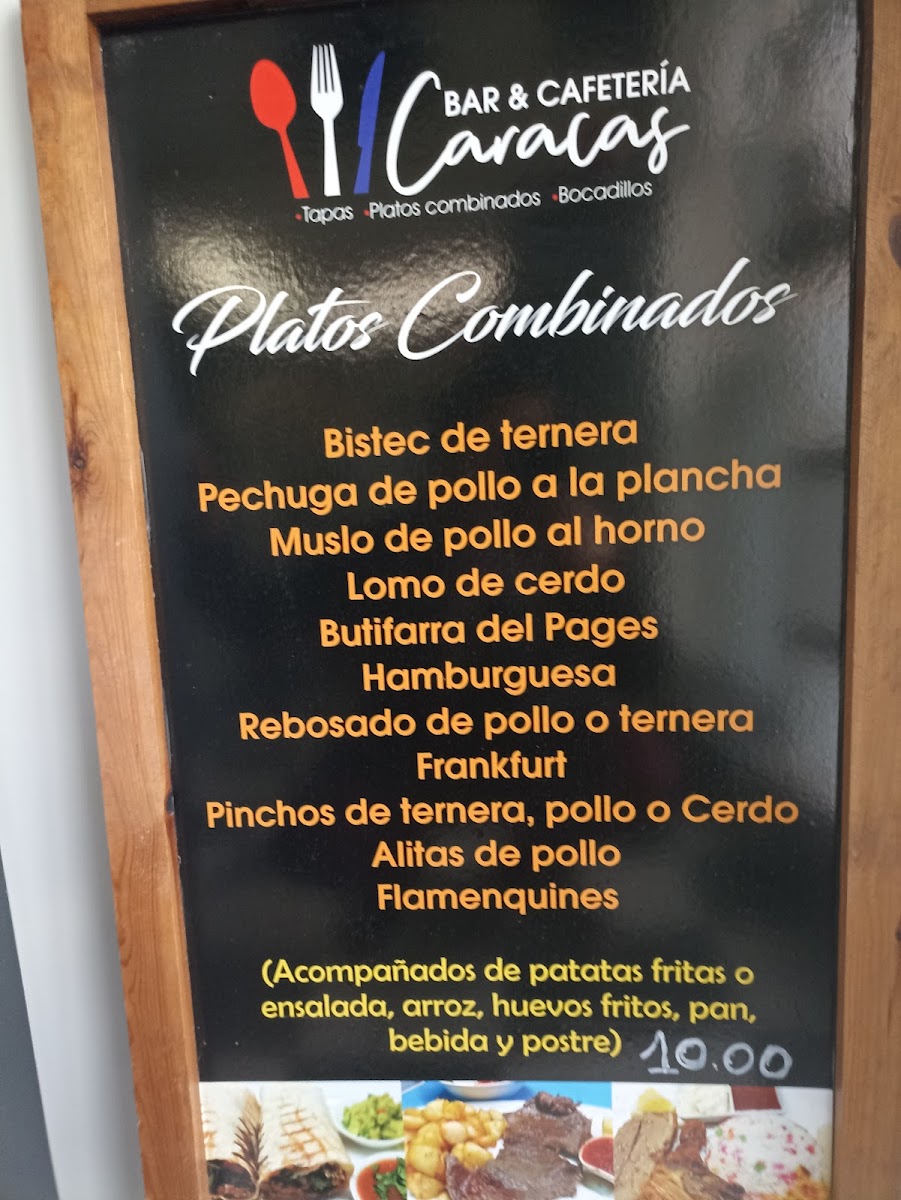 BAR & CAFETERÍA
Caracas
•Tapas •Platos combinados •Bocadillos
Platos Combinados
Bistec de ternera
Pechuga de pollo a la plancha
Muslo de pollo al horno
Lomo de cerdo
Butifarra del Pages
Hamburguesa
Rebosado de pollo o ternera
Frankfurt
Pinchos de ternera, pollo o Cerdo
Alitas de pollo
Flamenquines
(Acompañados de patatas fritas o
ensalada, arroz, huevos fritos, pan,
bebida y postre) 10.00